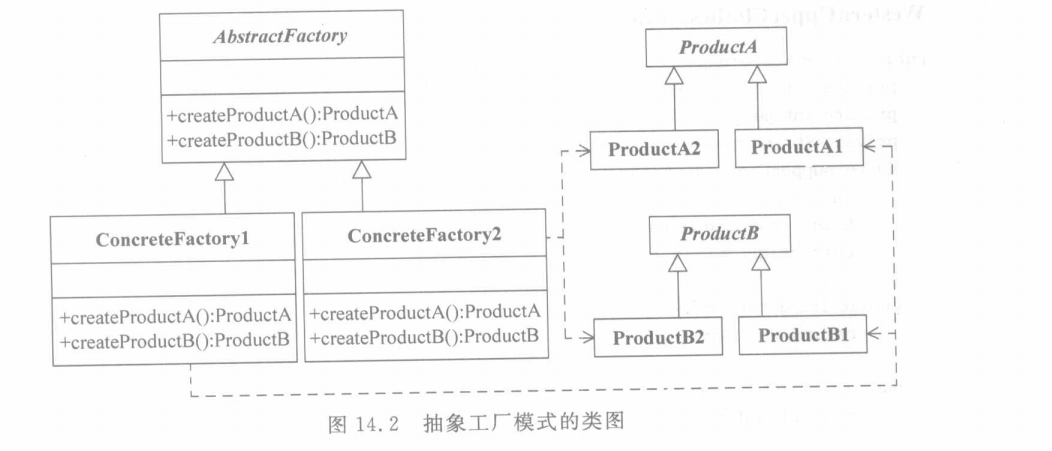 AbstractFactory
+createProductA():ProductA
+createProductB():ProductB
ProductA
ProductA2
ProductA1
ConcreteFactory1
+createProductA():ProductA
+createProductB():ProductB
ConcreteFactory2
+createProductA():ProductA
+createProductB():ProductB
ProductB
ProductB2
ProductB1
图 14.2 抽象工厂模式的类图